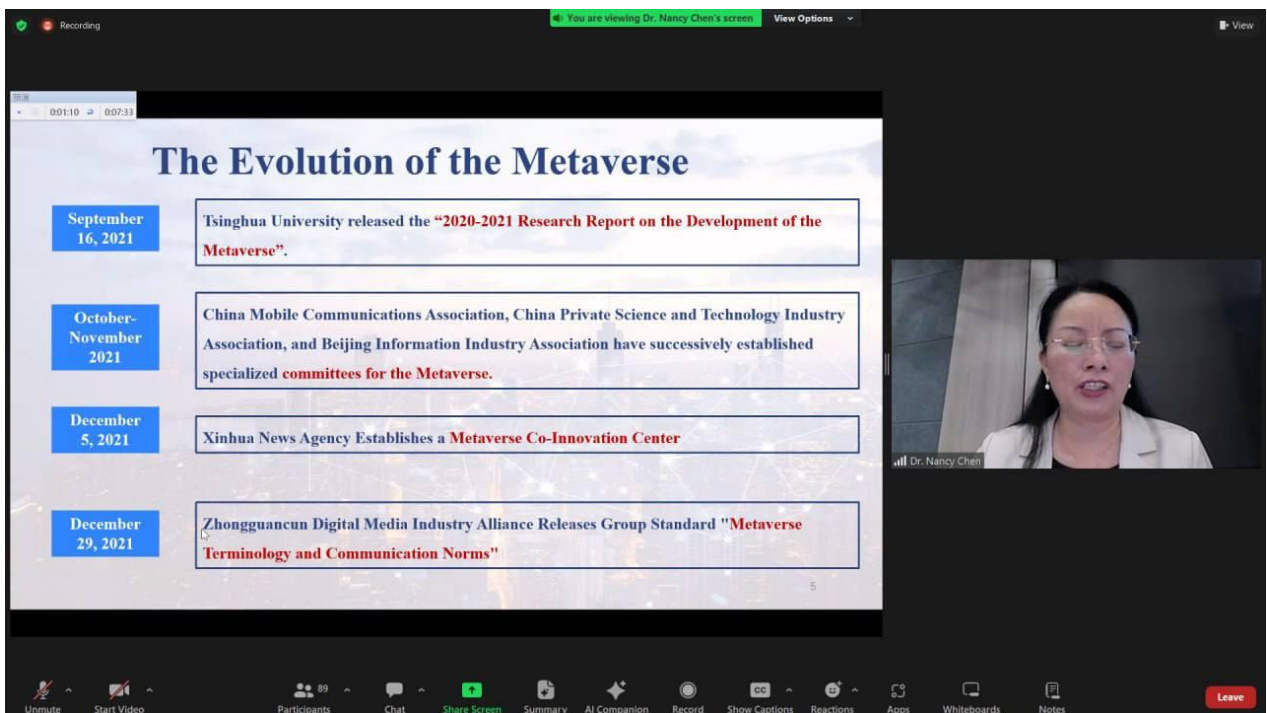 Recording
You are viewing Dr. Nancy Chen's screen
View Options
View
0:01:10
0:07:33
The Evolution of the Metaverse
September
16, 2021
Tsinghua University released the “2020-2021 Research Report on the Development of the
Metaverse”.
October-
November
2021
China Mobile Communications Association, China Private Science and Technology Industry
Association, and Beijing Information Industry Association have successively established
specialized committees for the Metaverse.
December
5, 2021
Xinhua News Agency Establishes a Metaverse Co-Innovation Center
December
29, 2021
Zhongguancun Digital Media Industry Alliance Releases Group Standard "Metaverse
Terminology and Communication Norms"
5
Dr. Nancy Chen
Unmute
Start Video
89
Participants
Chat
Share Screen
Summary
AI Companion
Record
CC
Show Captions
Reactions
Apps
Whiteboards
Notes
Leave